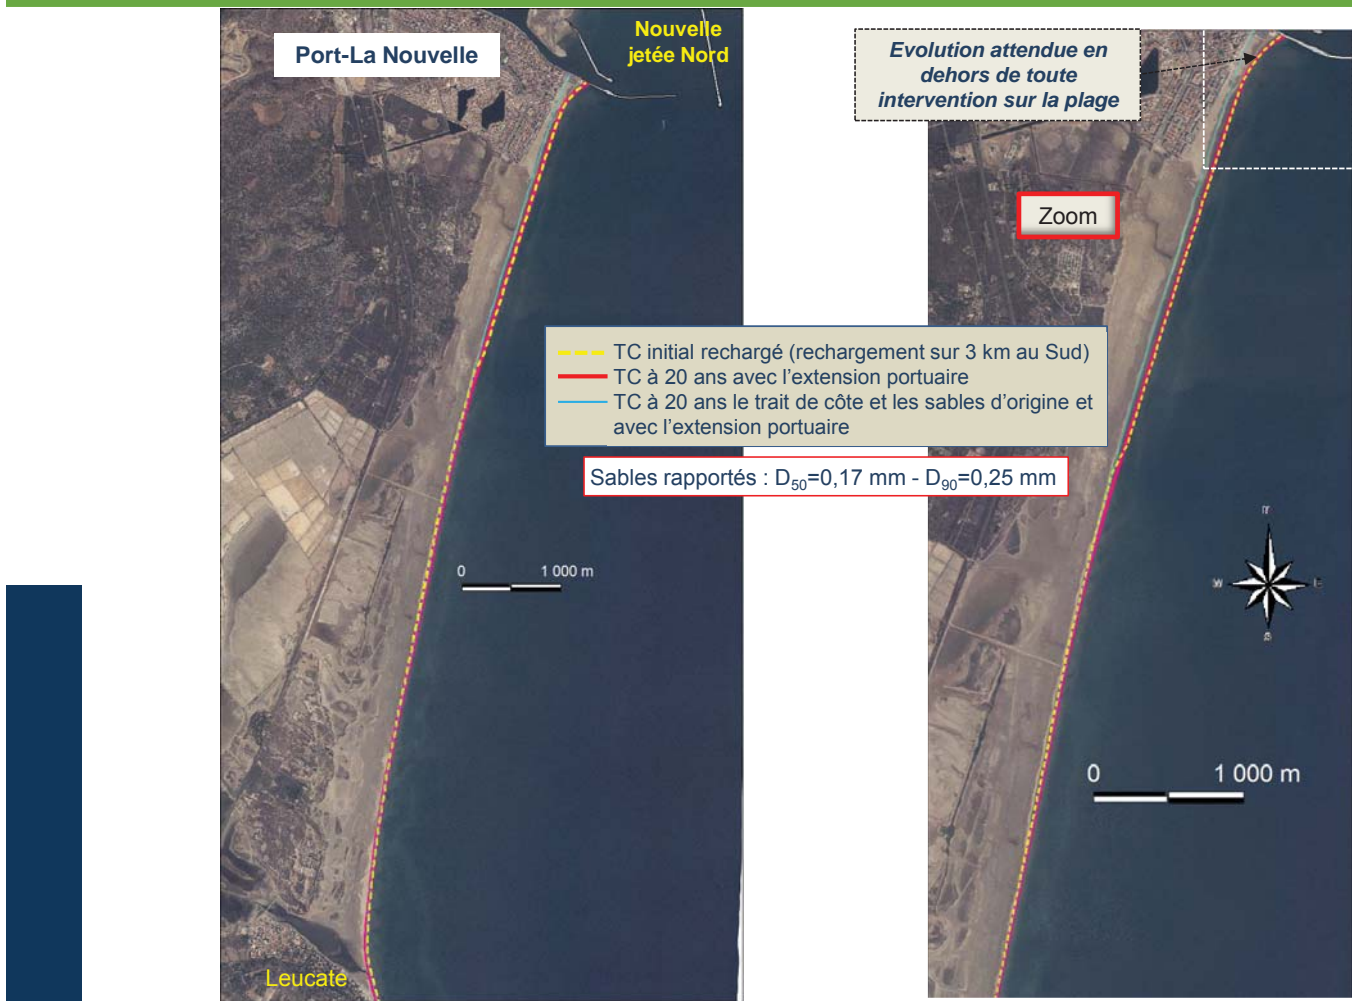 Port-La Nouvelle
Nouvelle
jetée Nord
Evolution attendue en
dehors de toute
intervention sur la plage
Zoom
TC initial rechargé (rechargement sur 3 km au Sud)
TC à 20 ans avec l'extension portuaire
TC à 20 ans le trait de côte et les sables d'origine et
avec l'extension portuaire
Sables rapportés : D50=0,17 mm - D90=0,25 mm
0 1 000 m
0 1 000 m
Leucate